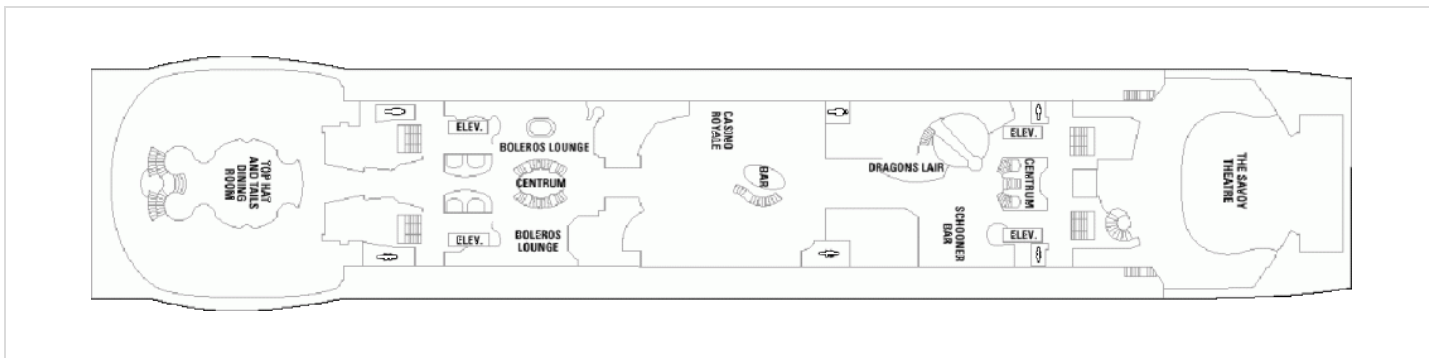 TOP HAT
AND TAILS
DINING
ROOM
ELEV.
BOLEROS LOUNGE
CENTRUM
BOLEROS
LOUNGE
ELEV.
CASINO
ROYALE
BAR
DRAGONS LAIR
SCHOONER
BAR
ELEV.
CENTRUM
ELEV.
THE SAVOY
THEATRE